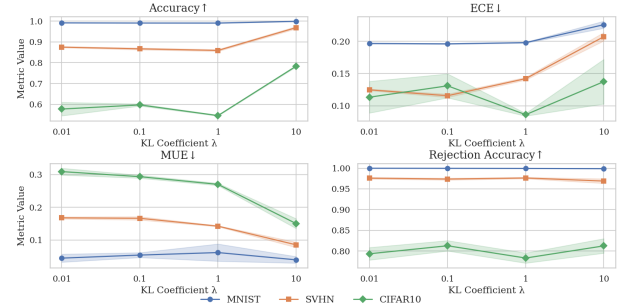 Accuracy↑
ECE↓
Metric Value
1.0
0.9
0.8
0.7
0.6
0.20
0.15
0.10
0.01 0.1 1 10
0.01 0.1 1 10
KL Coefficient λ
KL Coefficient λ
MUE↓
Rejection Accuracy↑
Metric Value
0.3
0.2
0.1
1.00
0.95
0.90
0.85
0.80
0.01 0.1 1 10
0.01 0.1 1 10
KL Coefficient λ
KL Coefficient λ
MNIST SVHN CIFAR10